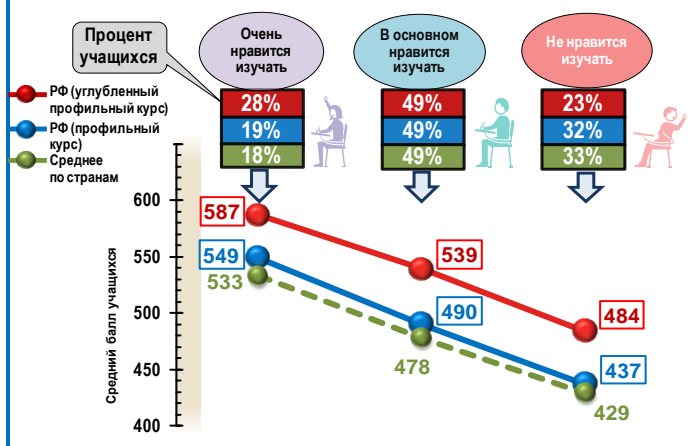 Процент
учащихся
Очень
нравится
изучать
В основном
нравится
изучать
Не нравится
изучать
РФ (углубленный
профильный курс)
РФ (профильный
курс)
Среднее
по странам
28%
49%
23%
19%
49%
32%
18%
49%
33%
Средний балл учащихся
600
550
500
450
400
587
549
533
539
490
478
484
437
429